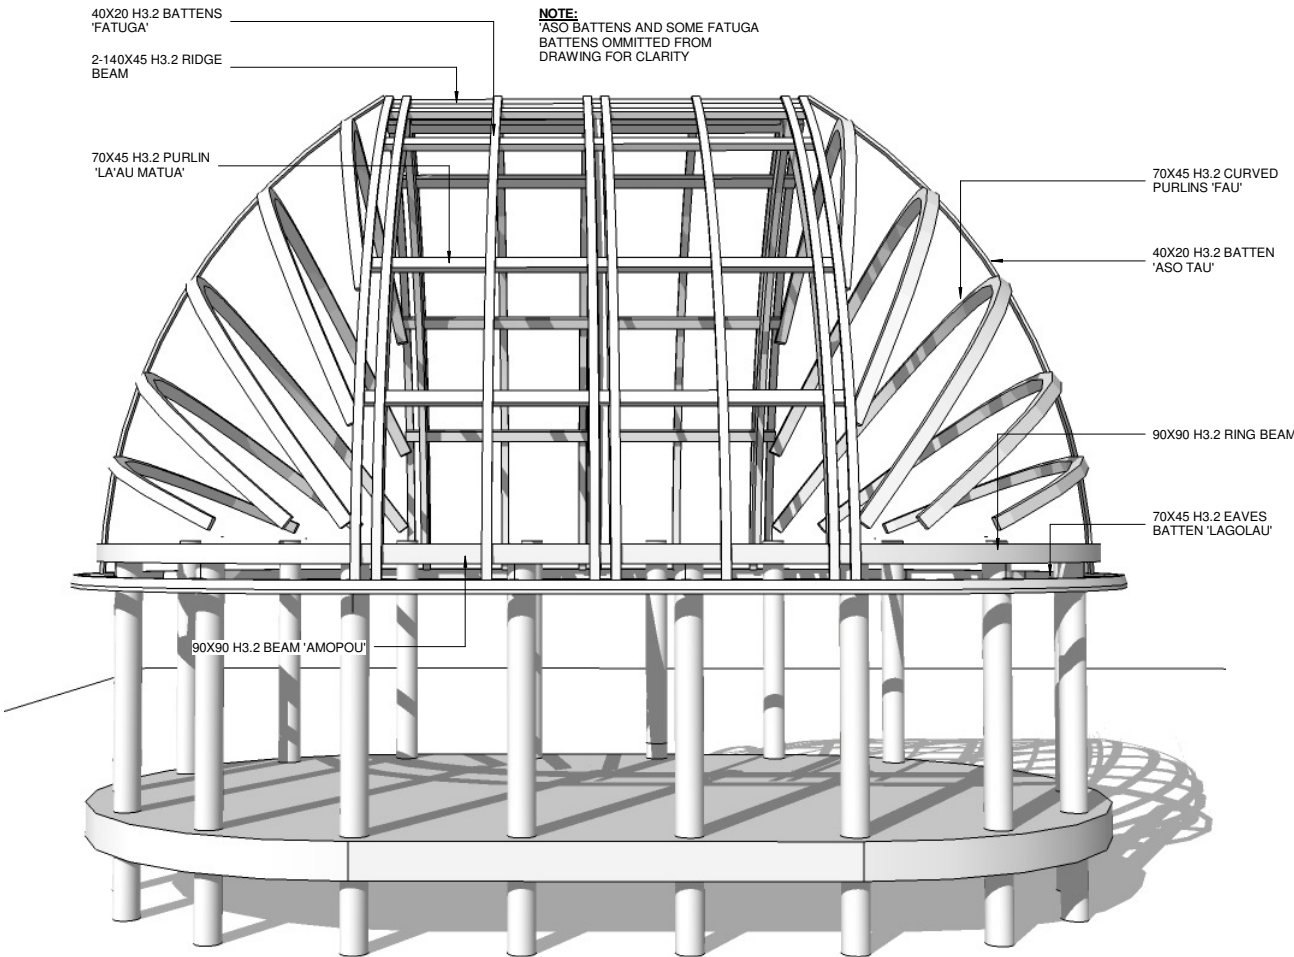 40X20 H3.2 BATTENS
'FATUGA'
2-140X45 H3.2 RIDGE
BEAM
NOTE:
'ASO BATTENS AND SOME FATUGA
BATTENS OMMITTED FROM
DRAWING FOR CLARITY
70X45 H3.2 PURLIN
'LA'AU MATUA'
70X45 H3.2 CURVED
PURLINS 'FAU'
40X20 H3.2 BATTEN
'ASO TAU'
90X90 H3.2 RING BEAM
70X45 H3.2 EAVES
BATTEN 'LAGOLAU'
90X90 H3.2 BEAM 'AMOPOU'